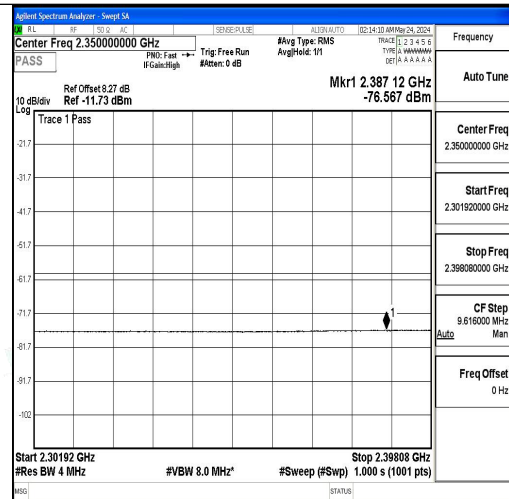 Agilent Spectrum Analyzer - Swept SA
RL RF 50 Ω AC SENSE:PULSE ALIGN AUTO 02:14:10 AM May 24, 2024
Center Freq 2.350000000 GHz
PASS
PNO: Fast
IFGain:High
Trig: Free Run
#Atten: 0 dB
#Avg Type: RMS
Avg|Hold: 1/1
TRACE 1 2 3 4 5 6
TYPE A WWWWW
DET A A A A A A
Mkr1 2.387 12 GHz
-76.567 dBm
Ref Offset 8.27 dB
10 dB/div Ref -11.73 dBm
Log
Trace 1 Pass
-21.7
-31.7
-41.7
-51.7
-61.7
-71.7
-81.7
-91.7
-102
1
Start 2.30192 GHz Stop 2.39808 GHz
#Res BW 4 MHz #VBW 8.0 MHz* #Sweep (#Swp) 1.000 s (1001 pts)
MSG STATUS
Frequency
Auto Tune
Center Freq
2.350000000 GHz
Start Freq
2.301920000 GHz
Stop Freq
2.398080000 GHz
CF Step
9.616000 MHz
Auto Man
Freq Offset
0 Hz